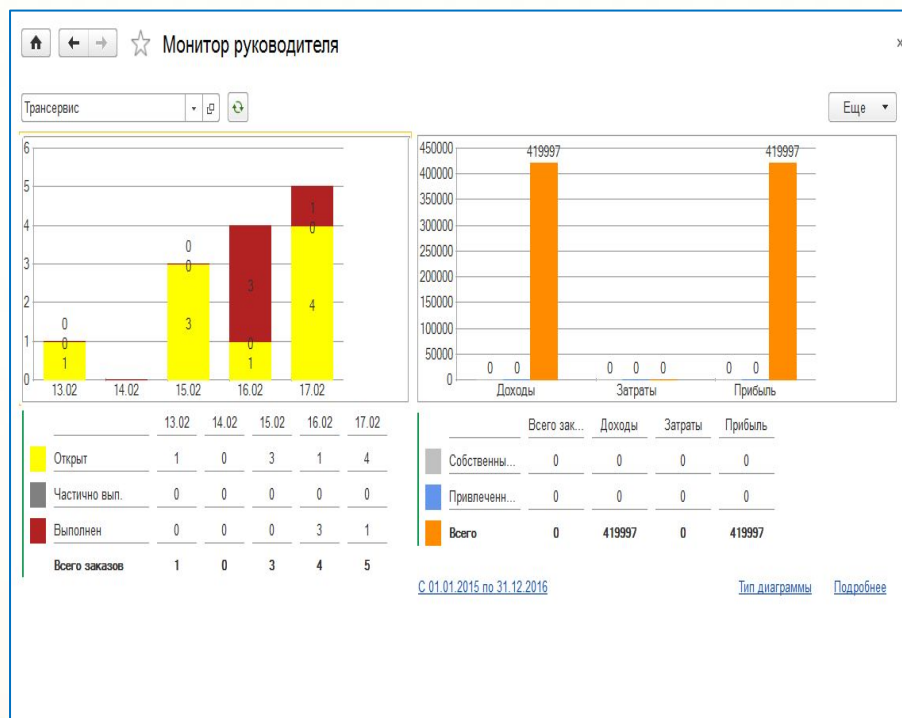 Монитор руководителя
Трансервис
Еще
6
5
4
3
2
1
0
0
0
1
0
0
3
3
0
1
1
0
4
13.02 14.02 15.02 16.02 17.02
450000
400000
350000
300000
250000
200000
150000
100000
50000
0
419997 419997
0 0 0 0 0 0 0
Доходы Затраты Прибыль
13.02 14.02 15.02 16.02 17.02
Открыт 1 0 3 1 4
Частично вып. 0 0 0 0 0
Выполнен 0 0 0 3 1
Всего заказов 1 0 3 4 5
Всего зак... Доходы Затраты Прибыль
Собственны... 0 0 0 0
Привлеченн... 0 0 0 0
Всего 0 419997 0 419997
С 01.01.2015 по 31.12.2016 Тип диаграммы Подробнее